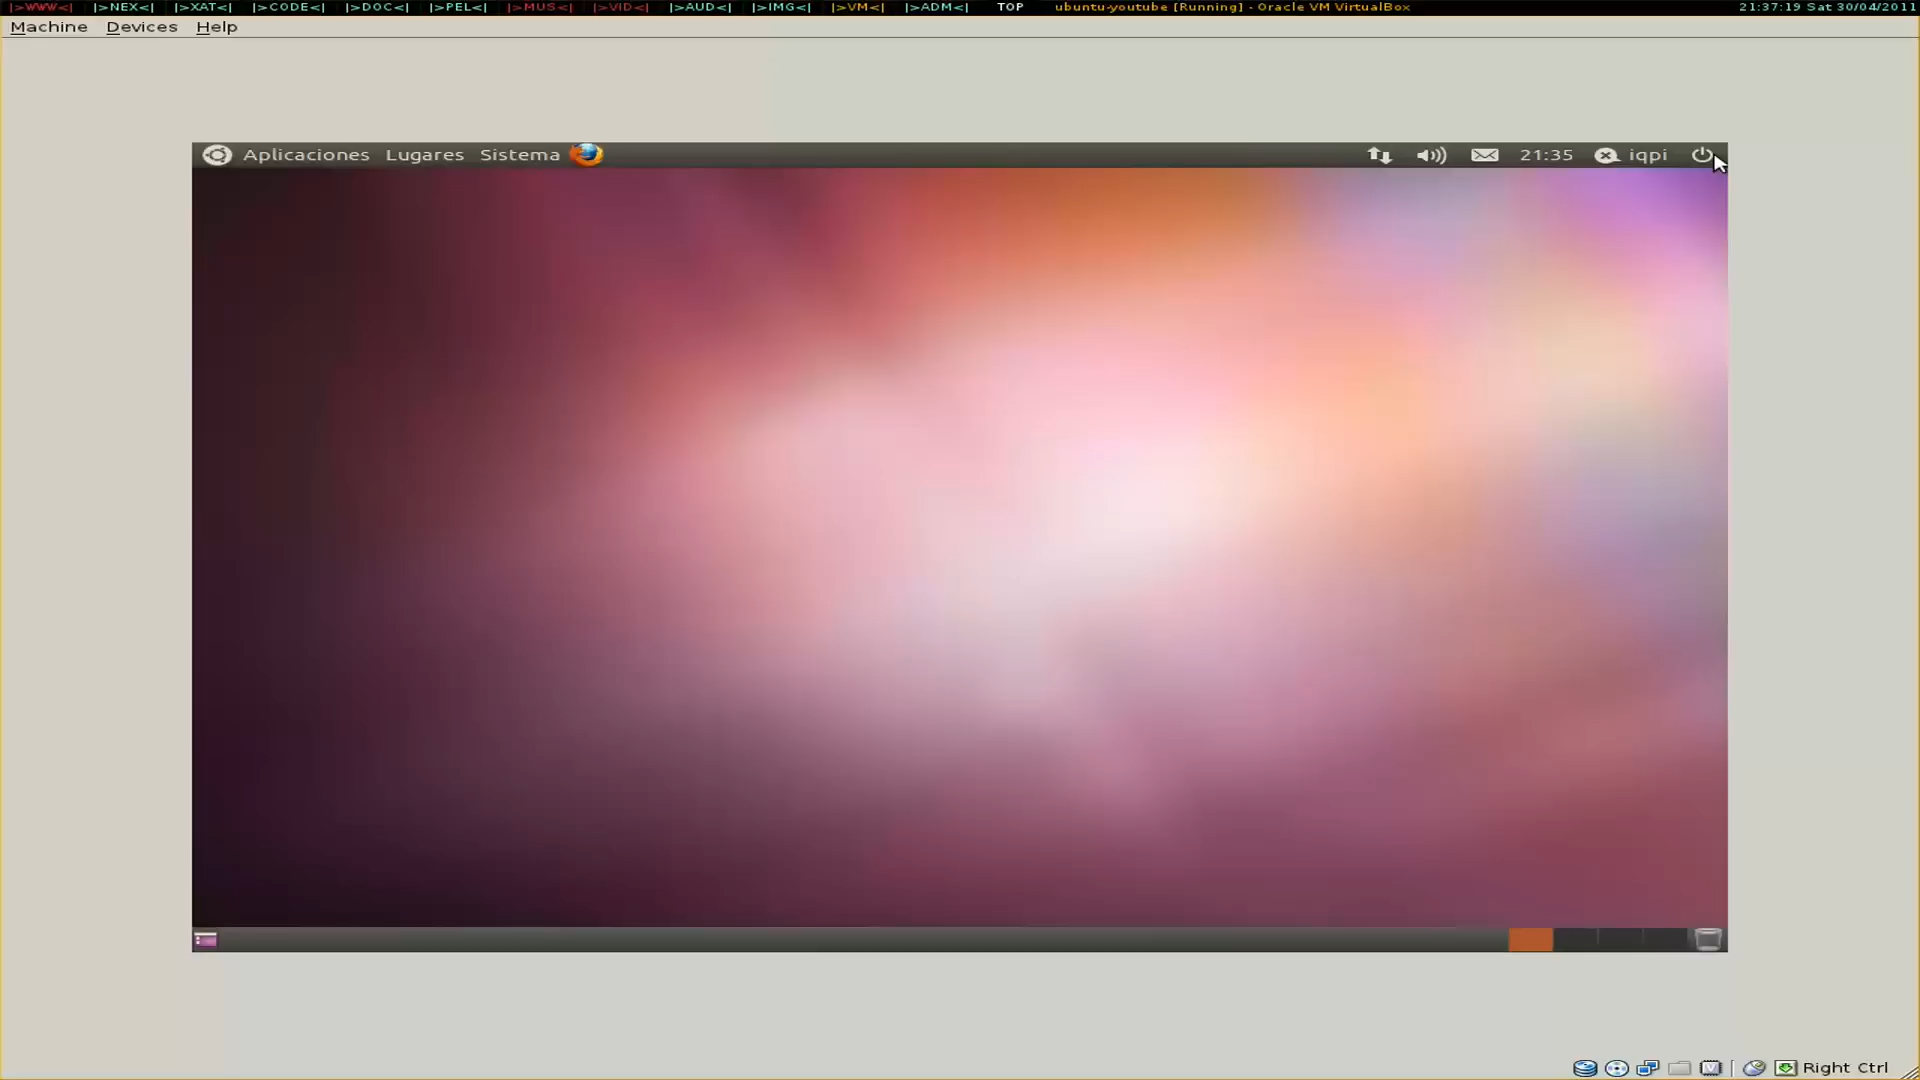 |>WWW<| |>NEX<| |>XAT<| |>CODE<| |>DOC<| |>PEL<| |>MUS<| |>VID<| |>AUD<| |>IMG<| |>VM<| |>ADM<| TOP ubuntu-youtube [Running] - Oracle VM VirtualBox 21:37:19 Sat 30/04/2011
Machine Devices Help
Aplicaciones Lugares Sistema 21:35 iqpi
Right Ctrl